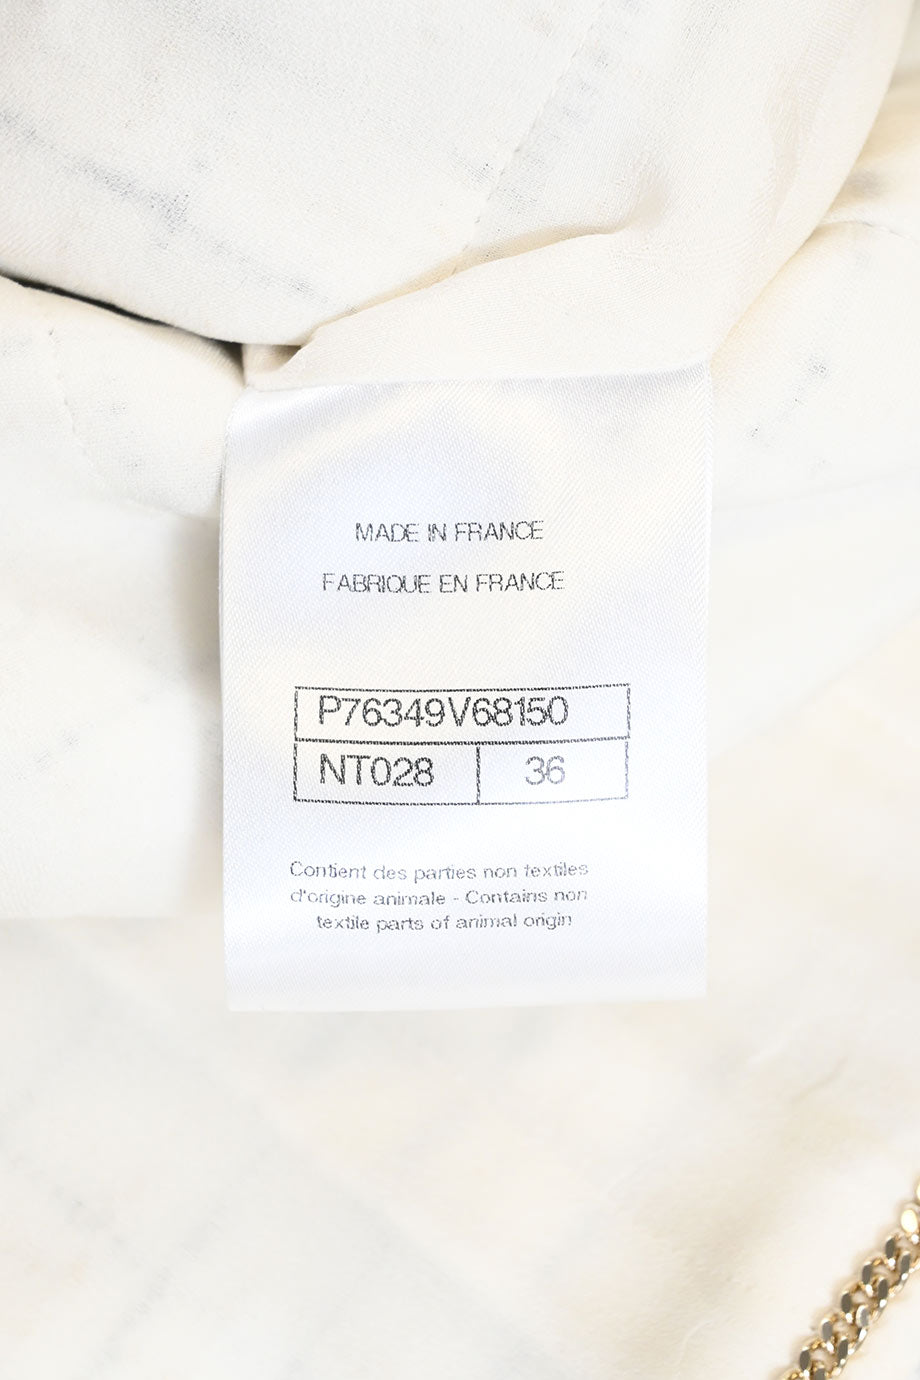 MADE IN FRANCE
FABRIQUE EN FRANCE
P76349V68150
NT028 36
Contient des parties non textiles
d'origine animale - Contains non
textile parts of animal origin